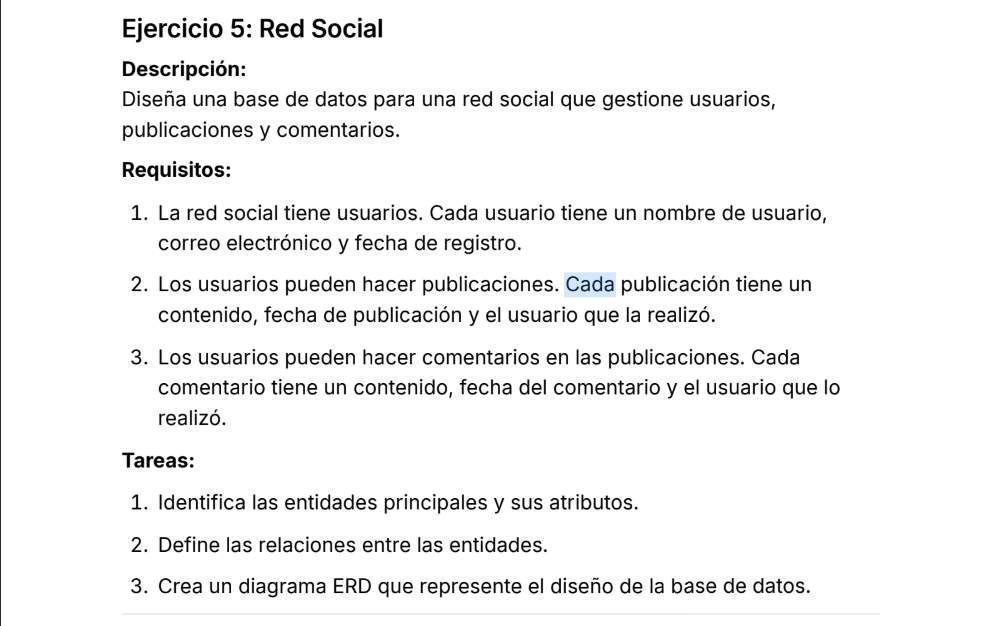 Ejercicio 5: Red Social
Descripción:
Diseña una base de datos para una red social que gestione usuarios,
publicaciones y comentarios.
Requisitos:
1. La red social tiene usuarios. Cada usuario tiene un nombre de usuario,
correo electrónico y fecha de registro.
2. Los usuarios pueden hacer publicaciones. Cada publicación tiene un
contenido, fecha de publicación y el usuario que la realizó.
3. Los usuarios pueden hacer comentarios en las publicaciones. Cada
comentario tiene un contenido, fecha del comentario y el usuario que lo
realizó.
Tareas:
1. Identifica las entidades principales y sus atributos.
2. Define las relaciones entre las entidades.
3. Crea un diagrama ERD que represente el diseño de la base de datos.